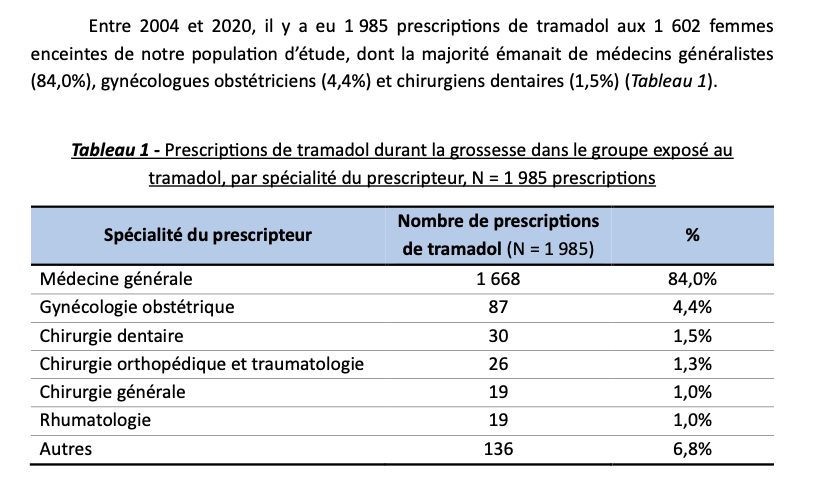 Entre 2004 et 2020, il y a eu 1 985 prescriptions de tramadol aux 1 602 femmes
enceintes de notre population d'étude, dont la majorité émanait de médecins généralistes
(84,0%), gynécologues obstétriciens (4,4%) et chirurgiens dentaires (1,5%) (Tableau 1).
Tableau 1 - Prescriptions de tramadol durant la grossesse dans le groupe exposé au
tramadol, par spécialité du prescripteur, N = 1 985 prescriptions
Spécialité du prescripteur Nombre de prescriptions de tramadol (N = 1 985) %
Médecine générale 1 668 84,0%
Gynécologie obstétrique 87 4,4%
Chirurgie dentaire 30 1,5%
Chirurgie orthopédique et traumatologie 26 1,3%
Chirurgie générale 19 1,0%
Rhumatologie 19 1,0%
Autres 136 6,8%